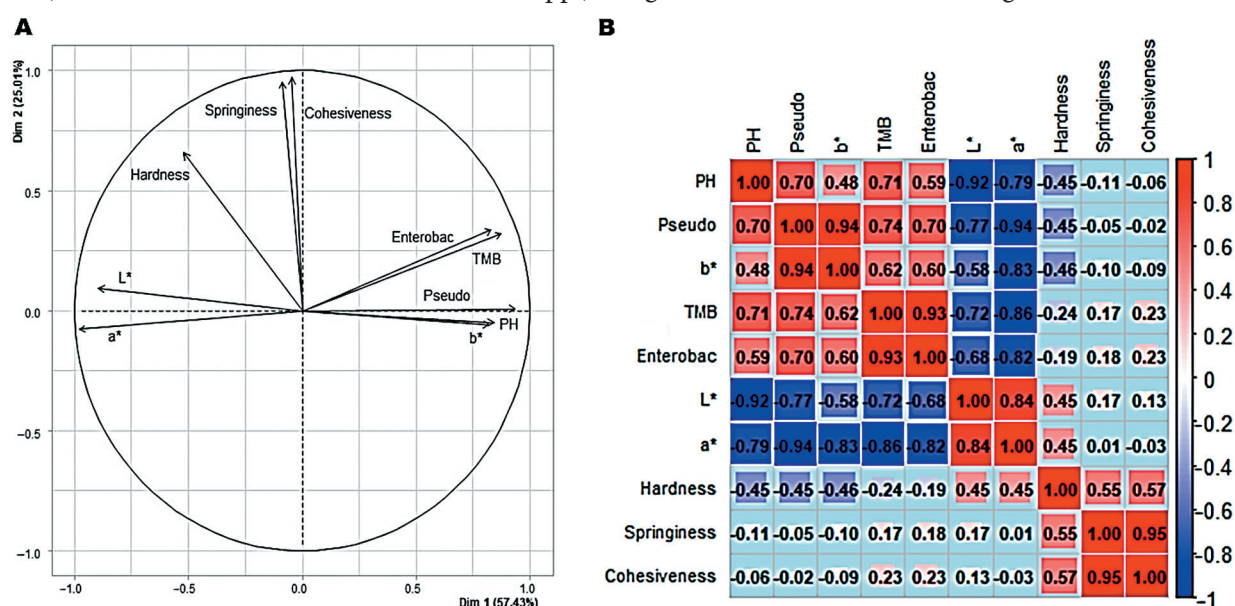 A
B
Dim 2 (25.01%)
1.0
0.5
0.0
−0.5
−1.0
Springiness
Cohesiveness
Hardness
Enterobac
TMB
L*
Pseudo
a*
PH
b*
−1.0 −0.5 0.0 0.5 1.0
Dim 1 (57.43%)
PH Pseudo b* TMB Enterobac L* a* Hardness Springiness Cohesiveness
PH 1.00 0.70 0.48 0.71 0.59 -0.92 -0.79 -0.45 -0.11 -0.06
Pseudo 0.70 1.00 0.94 0.74 0.70 -0.77 -0.94 -0.45 -0.05 -0.02
b* 0.48 0.94 1.00 0.62 0.60 -0.58 -0.83 -0.46 -0.10 -0.09
TMB 0.71 0.74 0.62 1.00 0.93 -0.72 -0.86 -0.24 0.17 0.23
Enterobac 0.59 0.70 0.60 0.93 1.00 -0.68 -0.82 -0.19 0.18 0.23
L* -0.92 -0.77 -0.58 -0.72 -0.68 1.00 0.84 0.45 0.17 0.13
a* -0.79 -0.94 -0.83 -0.86 -0.82 0.84 1.00 0.45 0.01 -0.03
Hardness -0.45 -0.45 -0.46 -0.24 -0.19 0.45 0.45 1.00 0.55 0.57
Springiness -0.11 -0.05 -0.10 0.17 0.18 0.17 0.01 0.55 1.00 0.95
Cohesiveness -0.06 -0.02 -0.09 0.23 0.23 0.13 -0.03 0.57 0.95 1.00
1
0.8
0.6
0.4
0.2
0
-0.2
-0.4
-0.6
-0.8
-1